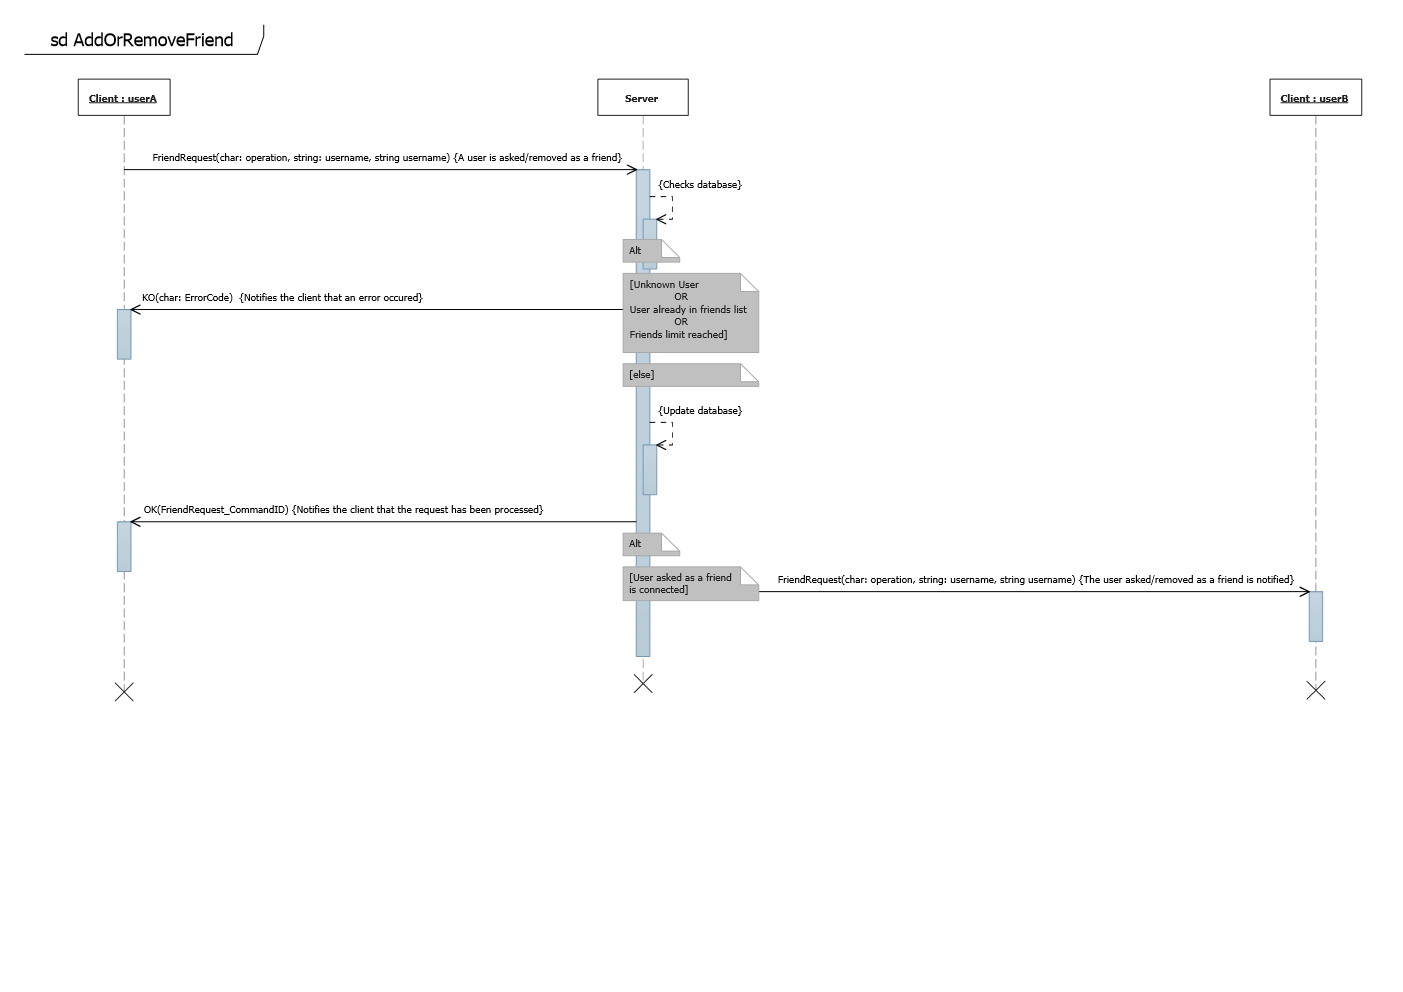 sd AddOrRemoveFriend
Client : userA
Server
Client : userB
FriendRequest(char: operation, string: username, string username) {A user is asked/removed as a friend}
{Checks database}
Alt
[Unknown User
OR
User already in friends list
OR
Friends limit reached]
KO(char: ErrorCode)  {Notifies the client that an error occured}
[else]
{Update database}
OK(FriendRequest_CommandID) {Notifies the client that the request has been processed}
Alt
[User asked as a friend
is connected]
FriendRequest(char: operation, string: username, string username) {The user asked/removed as a friend is notified}